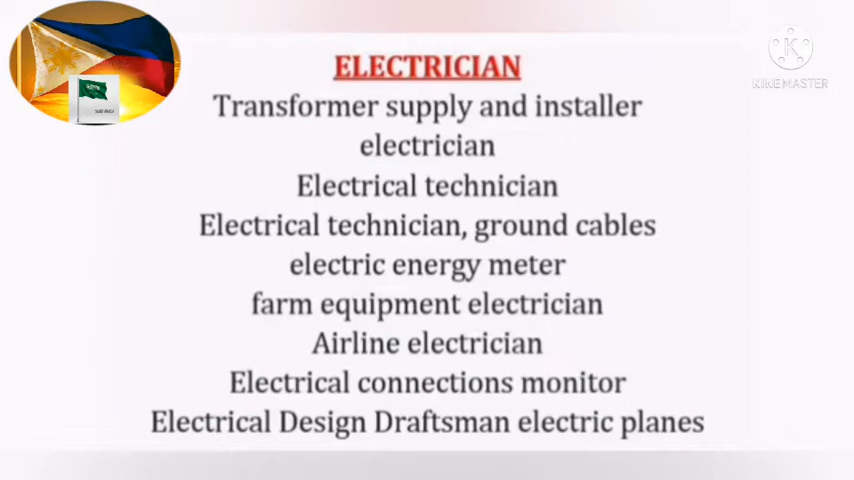 ELECTRICIAN
Transformer supply and installer
electrician
Electrical technician
Electrical technician, ground cables
electric energy meter
farm equipment electrician
Airline electrician
Electrical connections monitor
Electrical Design Draftsman electric planes
K
KINEMASTER